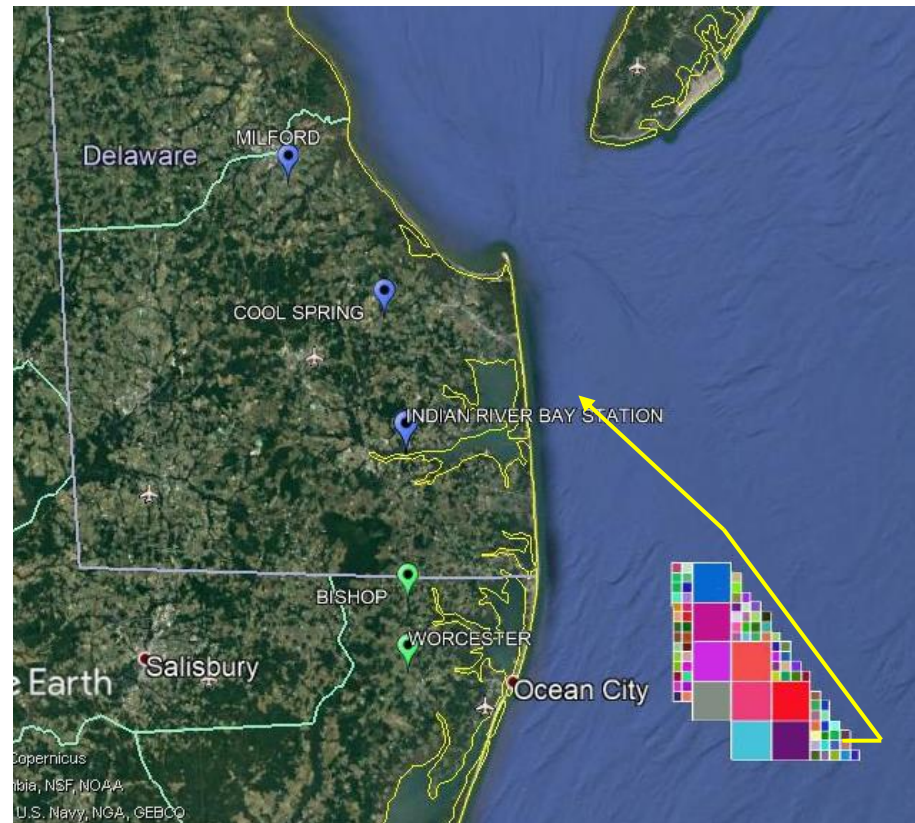 MILFORD
Delaware
COOL SPRING
INDIAN RIVER BAY STATION
BISHOP
WORCESTER
Salisbury
e Earth
Ocean City
Copernicus
ibia, NSF, NOAA
U.S. Navy, NGA, GEBCO